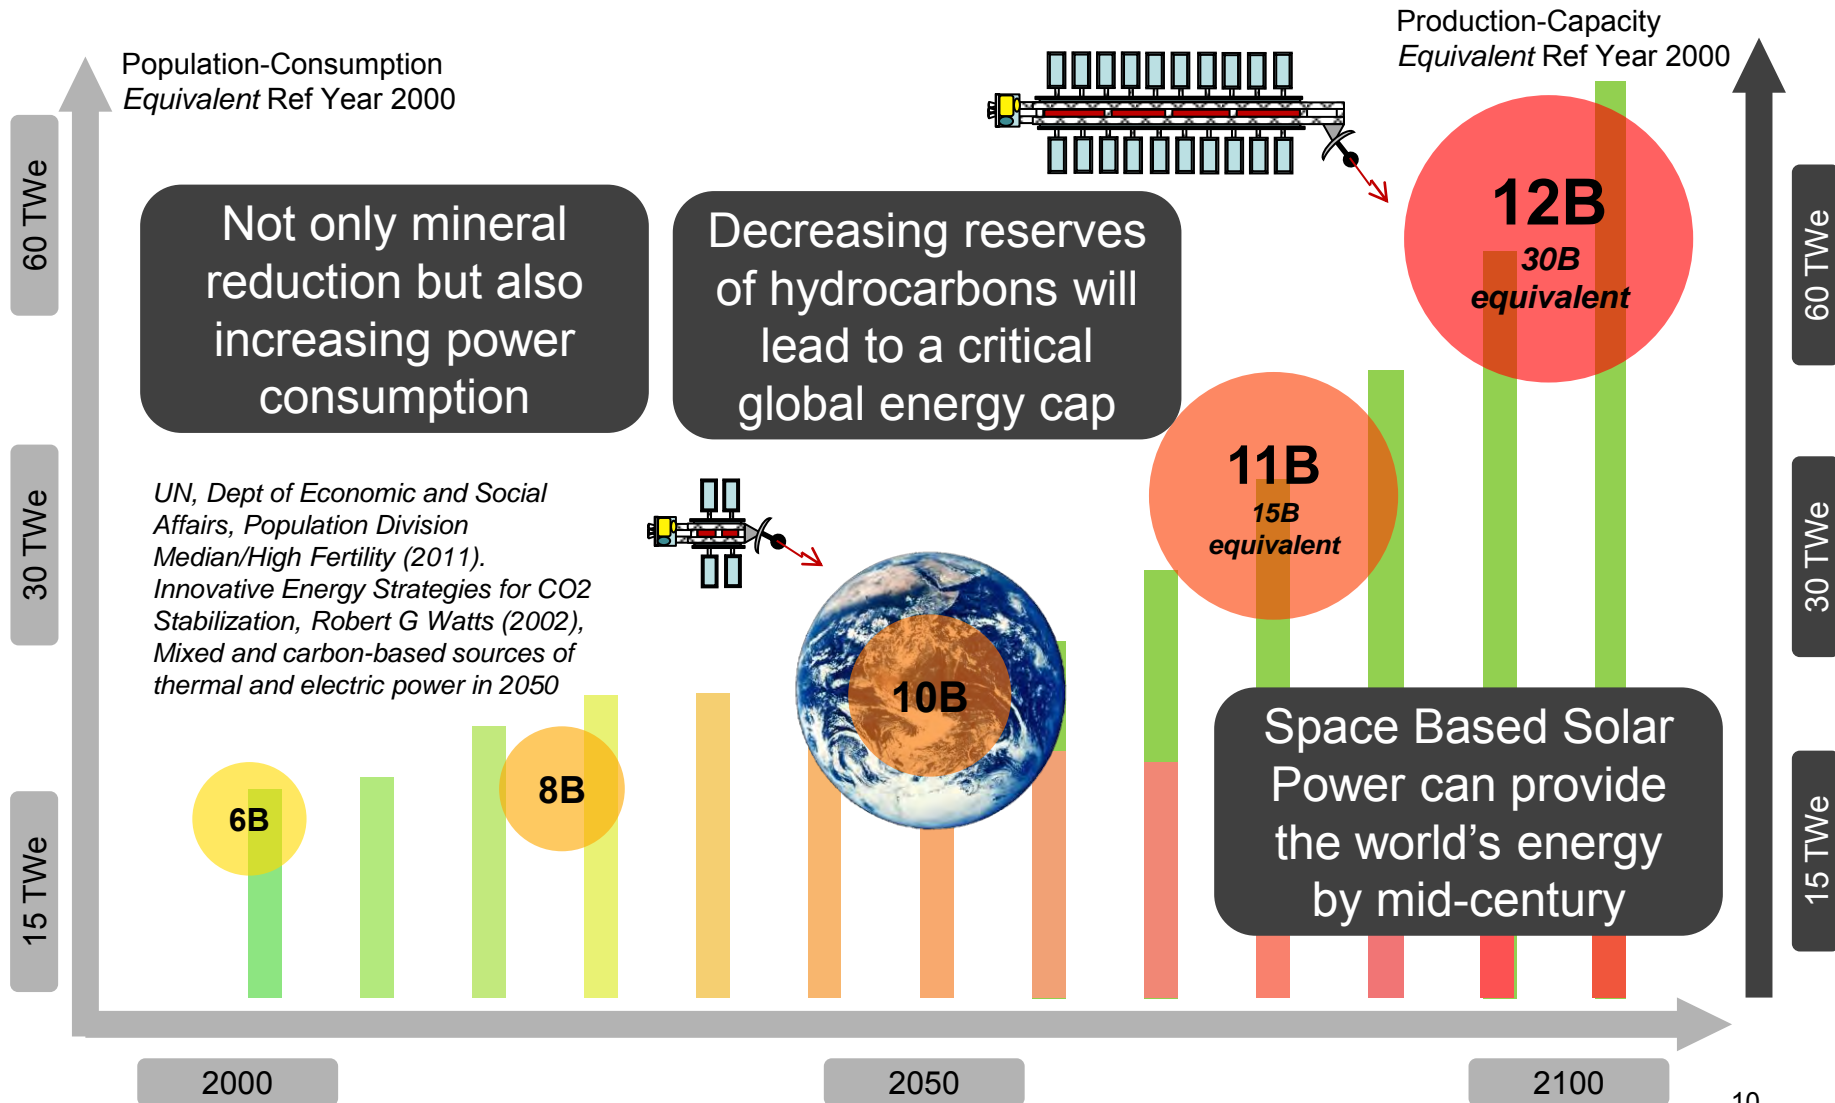 Population-Consumption
Equivalent Ref Year 2000
Production-Capacity
Equivalent Ref Year 2000
60 TWe
30 TWe
15 TWe
Not only mineral
reduction but also
increasing power
consumption
Decreasing reserves
of hydrocarbons will
lead to a critical
global energy cap
UN, Dept of Economic and Social
Affairs, Population Division
Median/High Fertility (2011).
Innovative Energy Strategies for CO2
Stabilization, Robert G Watts (2002),
Mixed and carbon-based sources of
thermal and electric power in 2050
6B
8B
10B
11B
15B
equivalent
12B
30B
equivalent
Space Based Solar
Power can provide
the world's energy
by mid-century
60 TWe
30 TWe
15 TWe
2000
2050
2100
10